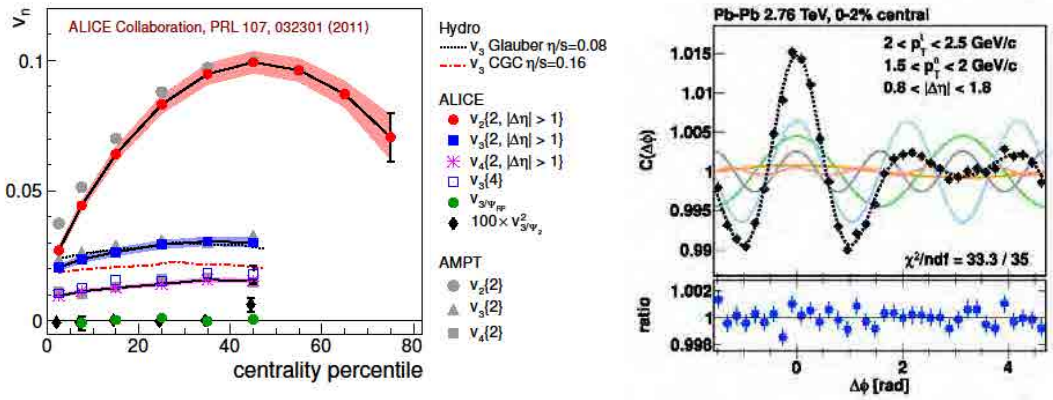 ALICE Collaboration, PRL 107, 032301 (2011)
v_n
0.1
0.05
0
0 20 40 60 80
centrality percentile
Hydro
v_3 Glauber η/s=0.08
v_3 CGC η/s=0.16
ALICE
v_2{2, |Δη| > 1}
v_3{2, |Δη| > 1}
v_4{2, |Δη| > 1}
v_3{4}
v_3/Ψ_RP
100 × v²_3/Ψ_2
AMPT
v_2{2}
v_3{2}
v_4{2}
Pb-Pb 2.76 TeV, 0-2% central
2 < p_T^t < 2.5 GeV/c
1.5 < p_T^a < 2 GeV/c
0.8 < |Δη| < 1.8
C(Δϕ)
1.015
1.01
1.005
1
0.995
0.99
χ²/ndf = 33.3 / 35
ratio
1.002
1
0.998
0 2 4
Δϕ [rad]